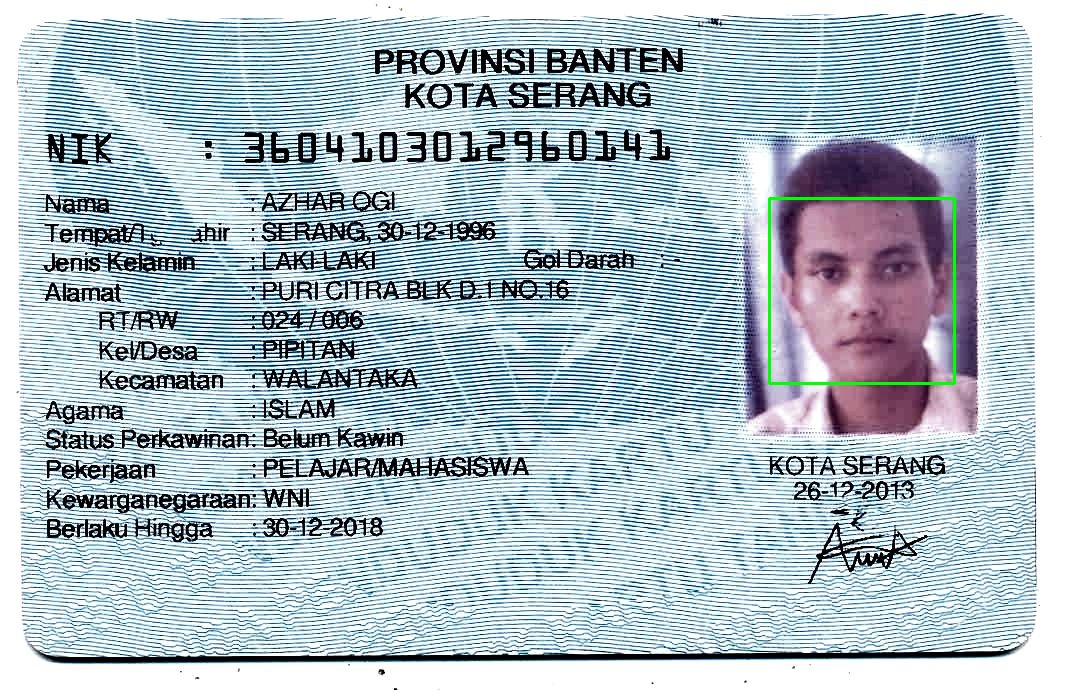 PROVINSI BANTEN
KOTA SERANG
NIK : 3604103012960141
Nama : AZHAR OGI
Tempat/T ahir : SERANG, 30-12-1996
Jenis Kelamin : LAKI-LAKI Gol Darah : -
Alamat : PURI CITRA BLK D.1 NO.16
RT/RW : 024 / 006
Kel/Desa : PIPITAN
Kecamatan : WALANTAKA
Agama : ISLAM
Status Perkawinan: Belum Kawin
Pekerjaan : PELAJAR/MAHASISWA
Kewarganegaraan: WNI
Berlaku Hingga : 30-12-2018
KOTA SERANG
26-12-2013